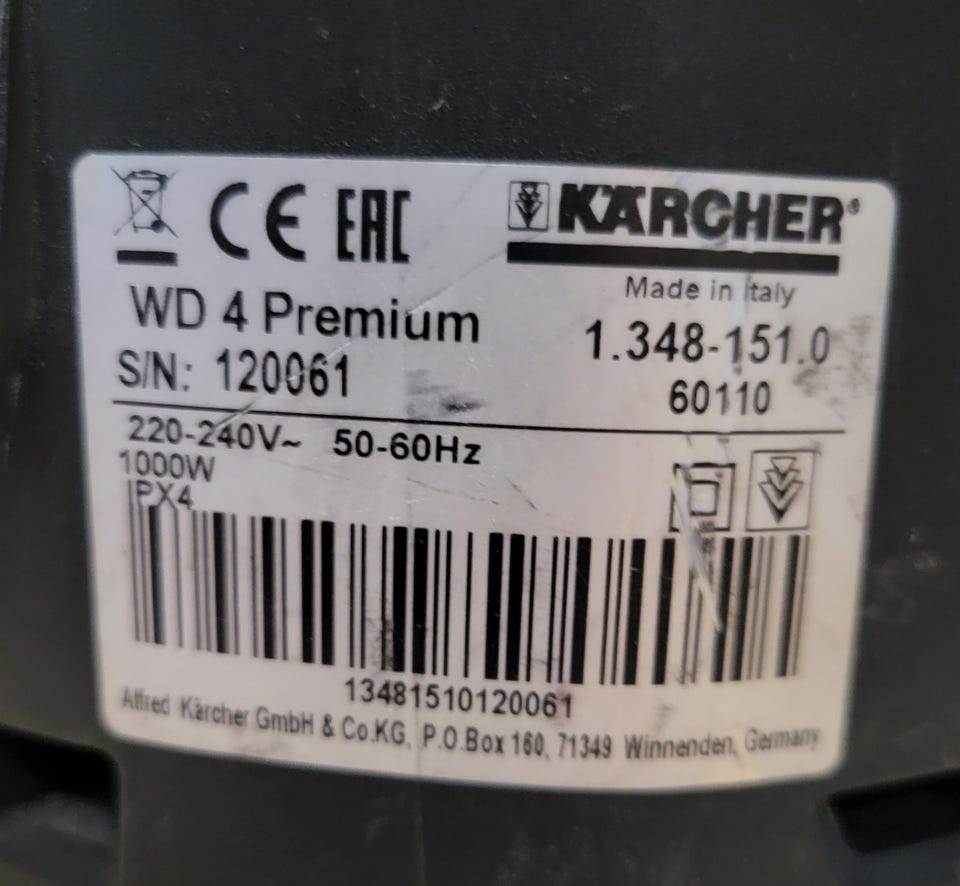 CE EAC KÄRCHER®
Made in Italy
WD 4 Premium
1.348-151.0
S/N: 120061
60110
220-240V~ 50-60Hz
1000W
IPX4
13481510120061
Alfred Kärcher GmbH & Co.KG, P.O.Box 160, 71349 Winnenden, Germany